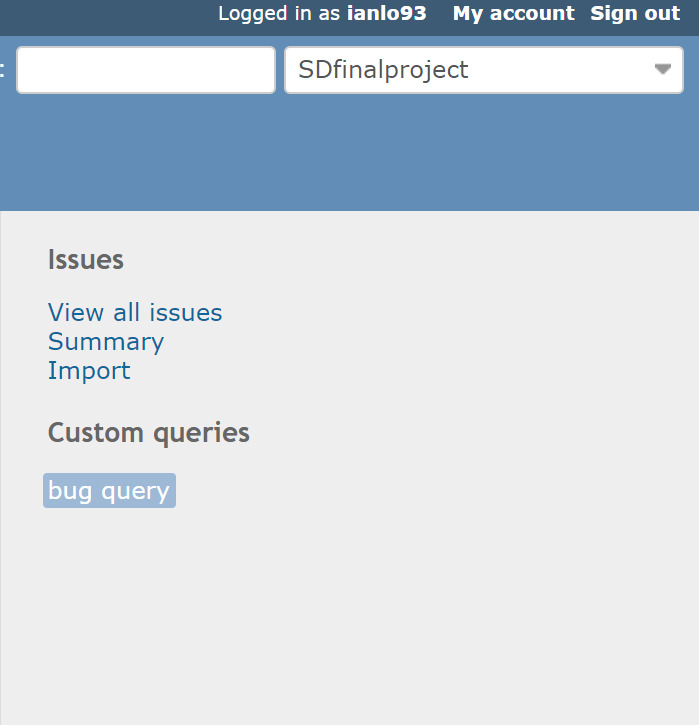 Logged in as ianlo93 My account Sign out
: SDfinalproject
Issues
View all issues
Summary
Import
Custom queries
bug query